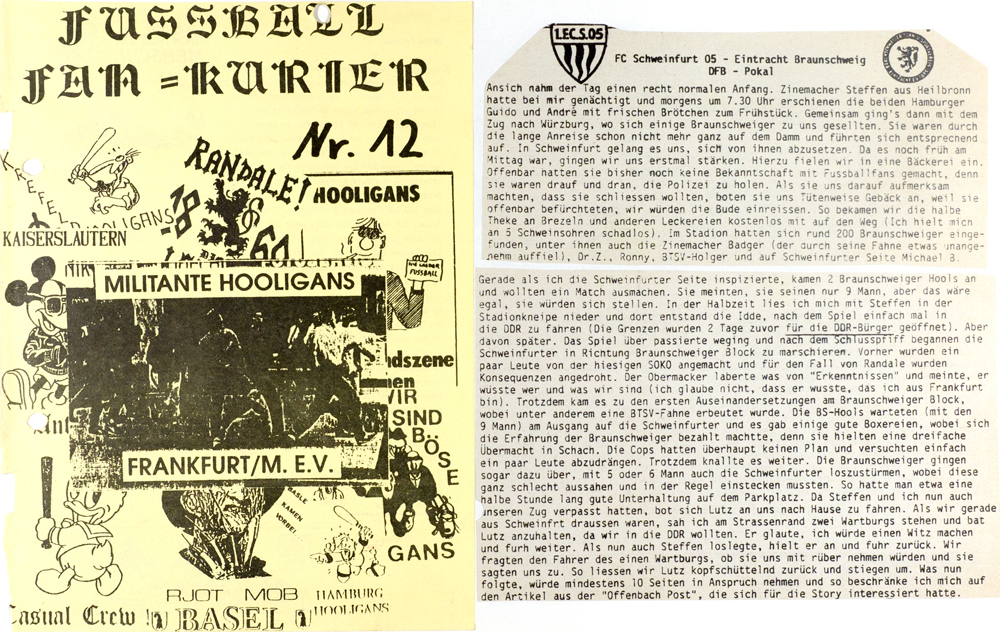 FUSSBALL
FAN=KURIER
Nr. 12
RANDALE!
HOOLIGANS
KREFELD
HOOLIGANS
KAISERSLAUTERN
'8
60
WIR WOLLEN
FUSSBALL
MILITANTE HOOLIGANS
dszene
en
VIR
SIND
BÖSE
FRANKFURT/M. E.V.
BASLE
KAMEN
VORBEI
GANS
RJOT MOB
HAMBURG
HOOLIGANS
Casual Crew
BASEL
1.FC.S.05
FC Schweinfurt 05 - Eintracht Braunschweig
DFB - Pokal
Ansich nahm der Tag einen recht normalen Anfang. Zinemacher Steffen aus Heilbronn
hatte bei mir genächtigt und morgens um 7.30 Uhr erschienen die beiden Hamburger
Guido und André mit frischen Brötchen zum Frühstück. Gemeinsam ging's dann mit dem
Zug nach Würzburg, wo sich einige Braunschweiger zu uns gesellten. Sie waren durch
die lange Anreise schon nicht mehr ganz auf dem Damm und führten sich entsprechend
auf. In Schweinfurt gelang es uns, sich von ihnen abzusetzen. Da es noch früh am
Mittag war, gingen wir uns erstmal stärken. Hierzu fielen wir in eine Bäckerei ein.
Offenbar hatten sie bisher noch keine Bekanntschaft mit Fussballfans gemacht, denn
sie waren drauf und dran, die Polizei zu holen. Als sie uns darauf aufmerksam
machten, dass sie schliessen wollten, boten sie uns Tütenweise Gebäck an, weil sie
offenbar befürchteten, wir würden die Bude einreissen. So bekamen wir die halbe
Theke an Brezeln und anderen Leckereien kostenlos mit auf den Weg (Ich hielt mich
an 5 Schweinsohren schadlos). Im Stadion hatten sich rund 200 Braunschweiger einge-
funden, unter ihnen auch die Zinemacher Badger (der durch seine Fahne etwas unange-
nehm auffiel), Dr.Z., Ronny, BTSV-Holger und auf Schweinfurter Seite Michael B.
Gerade als ich die Schweinfurter Seite inspizierte, kamen 2 Braunschweiger Hools an
und wollten ein Match ausmachen. Sie meinten, sie seinen nur 9 Mann, aber das wäre
egal, sie würden sich stellen. In der Halbzeit lies ich mich mit Steffen in der
Stadionkneipe nieder und dort entstand die Idde, nach dem Spiel einfach mal in
die DDR zu fahren (Die Grenzen wurden 2 Tage zuvor für die DDR-Bürger geöffnet). Aber
davon später. Das Spiel über passierte weging und nach dem Schlusspfiff begannen die
Schweinfurter in Richtung Braunschweiger Block zu marschieren. Vorher wurden ein
paar Leute von der hiesigen SOKO angemacht und für den Fall von Randale wurden
Konsequenzen angedroht. Der Obermacker laberte was von "Erkenntnissen" und meinte, er
wüsste wer und was wir sind (ich glaube nicht, dass er wusste, das ich aus Frankfurt
bin). Trotzdem kam es zu den ersten Auseinandersetzungen am Braunschweiger Block,
wobei unter anderem eine BTSV-Fahne erbeutet wurde. Die BS-Hools warteten (mit den
9 Mann) am Ausgang auf die Schweinfurter und es gab einige gute Boxereien, wobei sich
die Erfahrung der Braunschweiger bezahlt machtte, denn sie hielten eine dreifache
Übermacht in Schach. Die Cops hatten überhaupt keinen Plan und versuchten einfach
ein paar Leute abzudrängen. Trotzdem knallte es weiter. Die Braunschweiger gingen
sogar dazu über, mit 5 oder 6 Mann auch die Schweinfurter loszustürmen, wobei diese
ganz schlecht aussahen und in der Regel einstecken mussten. So hatte man etwa eine
halbe Stunde lang gute Unterhaltung auf dem Parkplatz. Da Steffen und ich nun auch
unseren Zug verpasst hatten, bot sich Lutz an uns nach Hause zu fahren. Als wir gerade
aus Schweinfrt draussen waren, sah ich am Strassenrand zwei Wartburgs stehen und bat
Lutz anzuhalten, da wir in die DDR wollten. Er glaute, ich würde einen Witz machen
und furh weiter. Als nun auch Steffen loslegte, hielt er an und fuhr zurück. Wir
fragten den Fahrer des einen Wartburgs, ob sie uns mit rüber nehmen würden und sie
sagten uns zu. So liessen wir Lutz kopfschüttelnd zurück und stiegen um. Was nun
folgte, würde mindestens 10 Seiten in Anspruch nehmen und so beschränke ich mich auf
den Artikel aus der "Offenbach Post", die sich für die Story interessiert hatte.